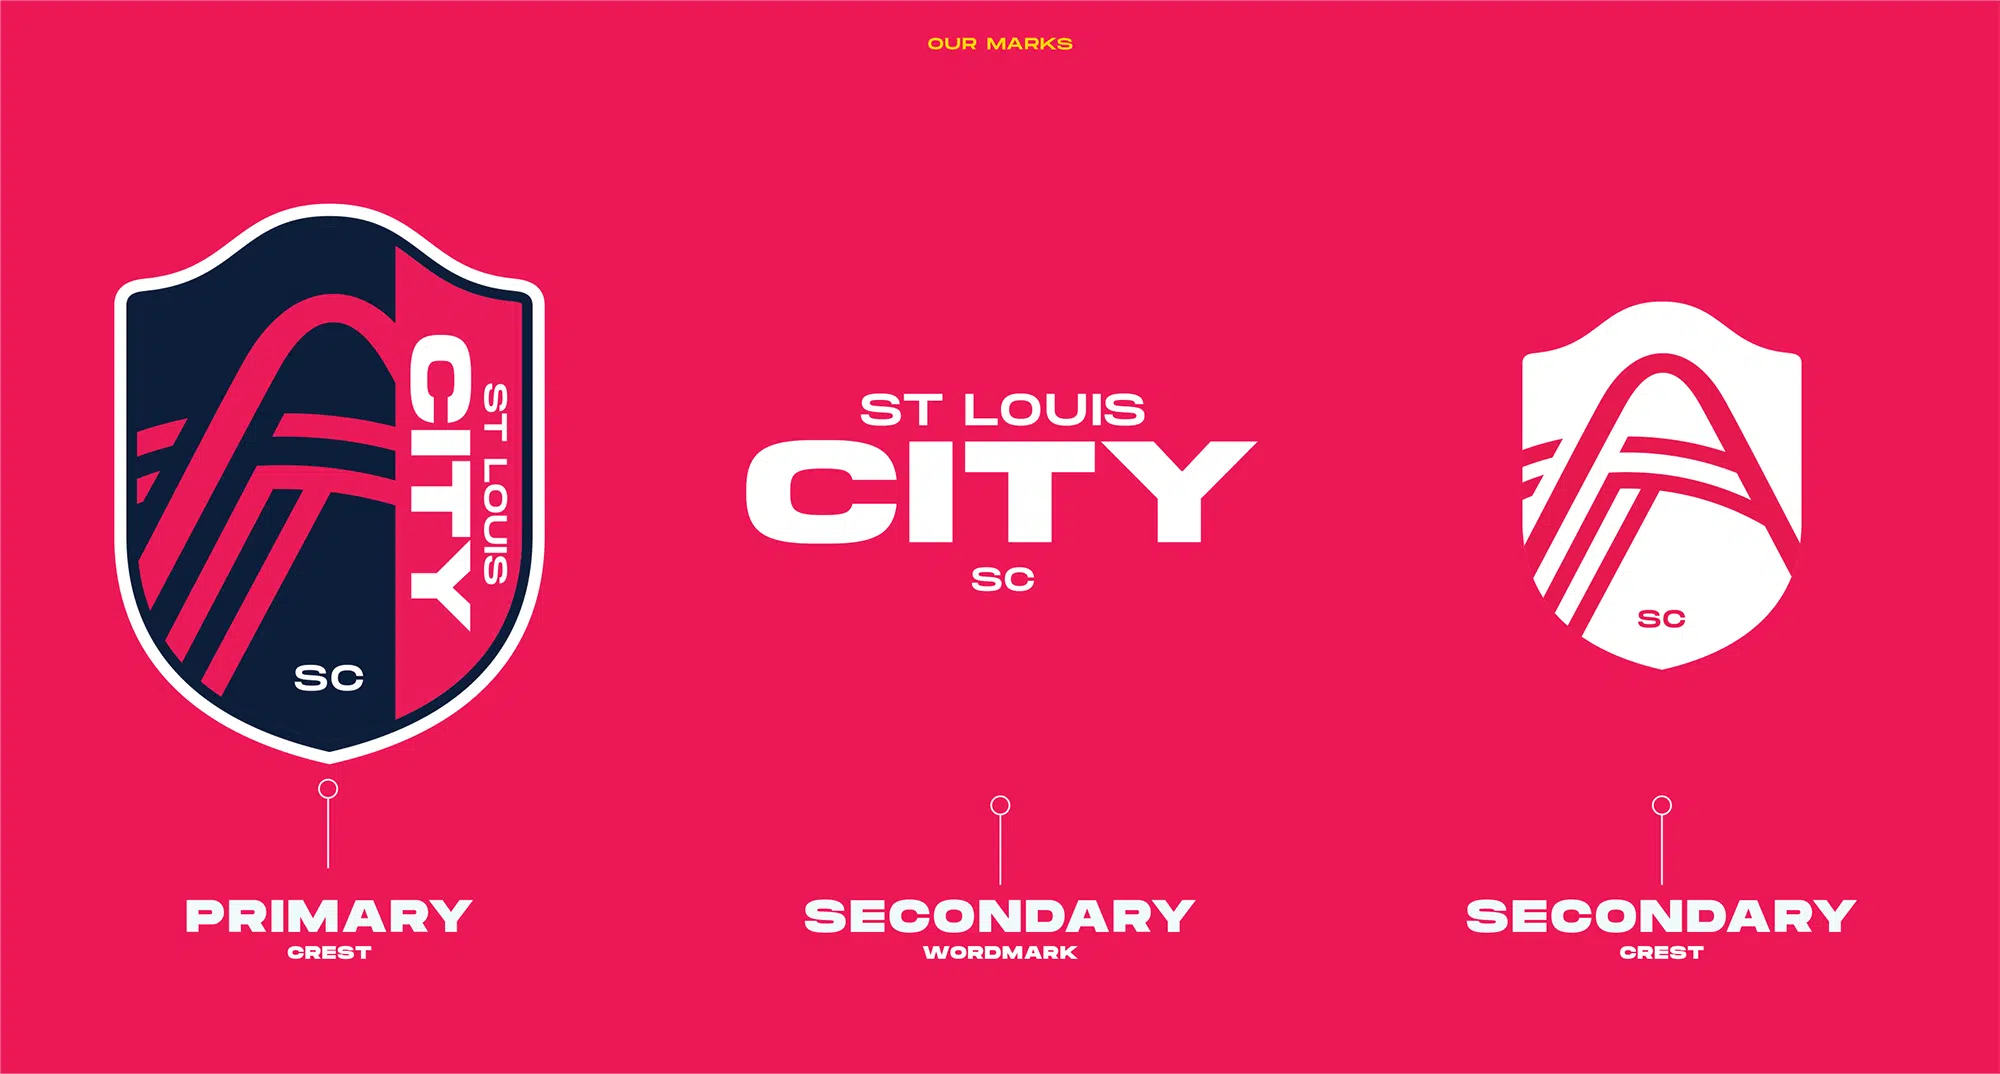 OUR MARKS
CITY
ST LOUIS
SC
PRIMARY
CREST
ST LOUIS
CITY
SC
SECONDARY
WORDMARK
SC
SECONDARY
CREST